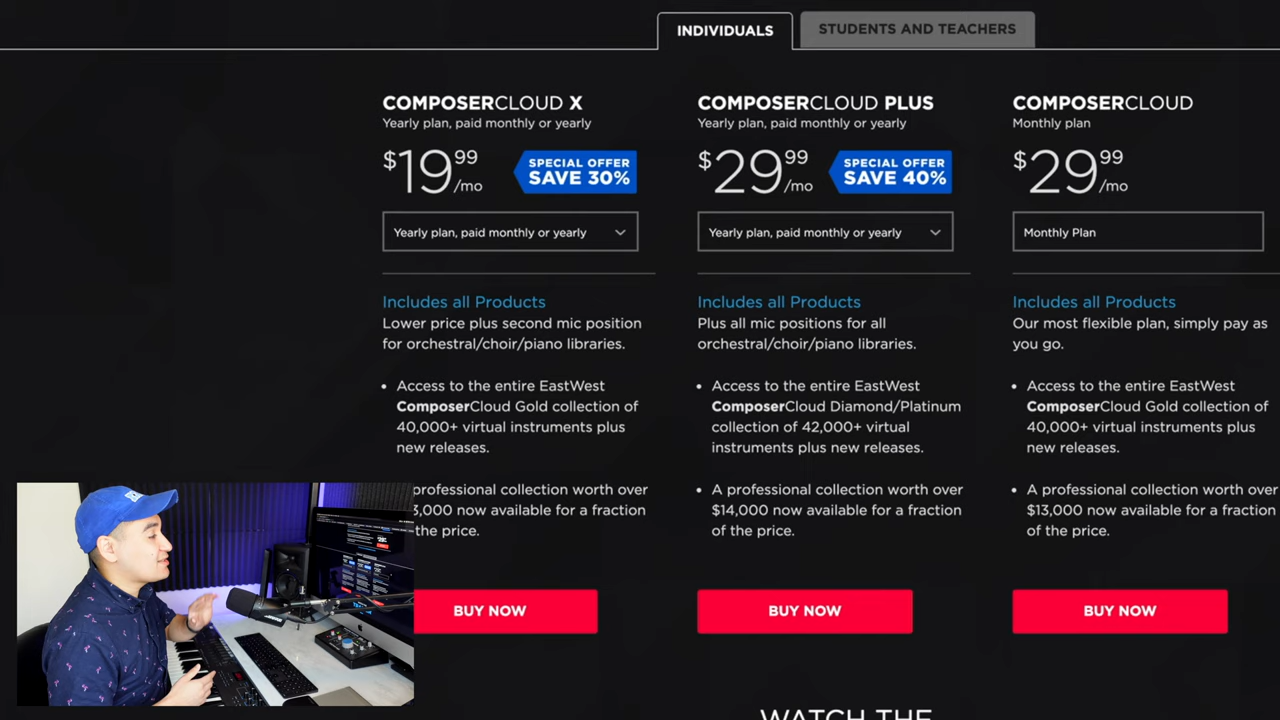 INDIVIDUALS
STUDENTS AND TEACHERS
COMPOSERCLOUD X
Yearly plan, paid monthly or yearly
$19.99/mo
SPECIAL OFFER
SAVE 30%
Yearly plan, paid monthly or yearly
Includes all Products
Lower price plus second mic position
for orchestral/choir/piano libraries.
• Access to the entire EastWest
ComposerCloud Gold collection of
40,000+ virtual instruments plus
new releases.
professional collection worth over
3,000 now available for a fraction
the price.
BUY NOW
COMPOSERCLOUD PLUS
Yearly plan, paid monthly or yearly
$29.99/mo
SPECIAL OFFER
SAVE 40%
Yearly plan, paid monthly or yearly
Includes all Products
Plus all mic positions for all
orchestral/choir/piano libraries.
• Access to the entire EastWest
ComposerCloud Diamond/Platinum
collection of 42,000+ virtual
instruments plus new releases.
• A professional collection worth over
$14,000 now available for a fraction
of the price.
BUY NOW
COMPOSERCLOUD
Monthly plan
$29.99/mo
Monthly Plan
Includes all Products
Our most flexible plan, simply pay as
you go.
• Access to the entire EastWest
ComposerCloud Gold collection of
40,000+ virtual instruments plus
new releases.
• A professional collection worth over
$13,000 now available for a fraction
of the price.
BUY NOW
WATCH THE